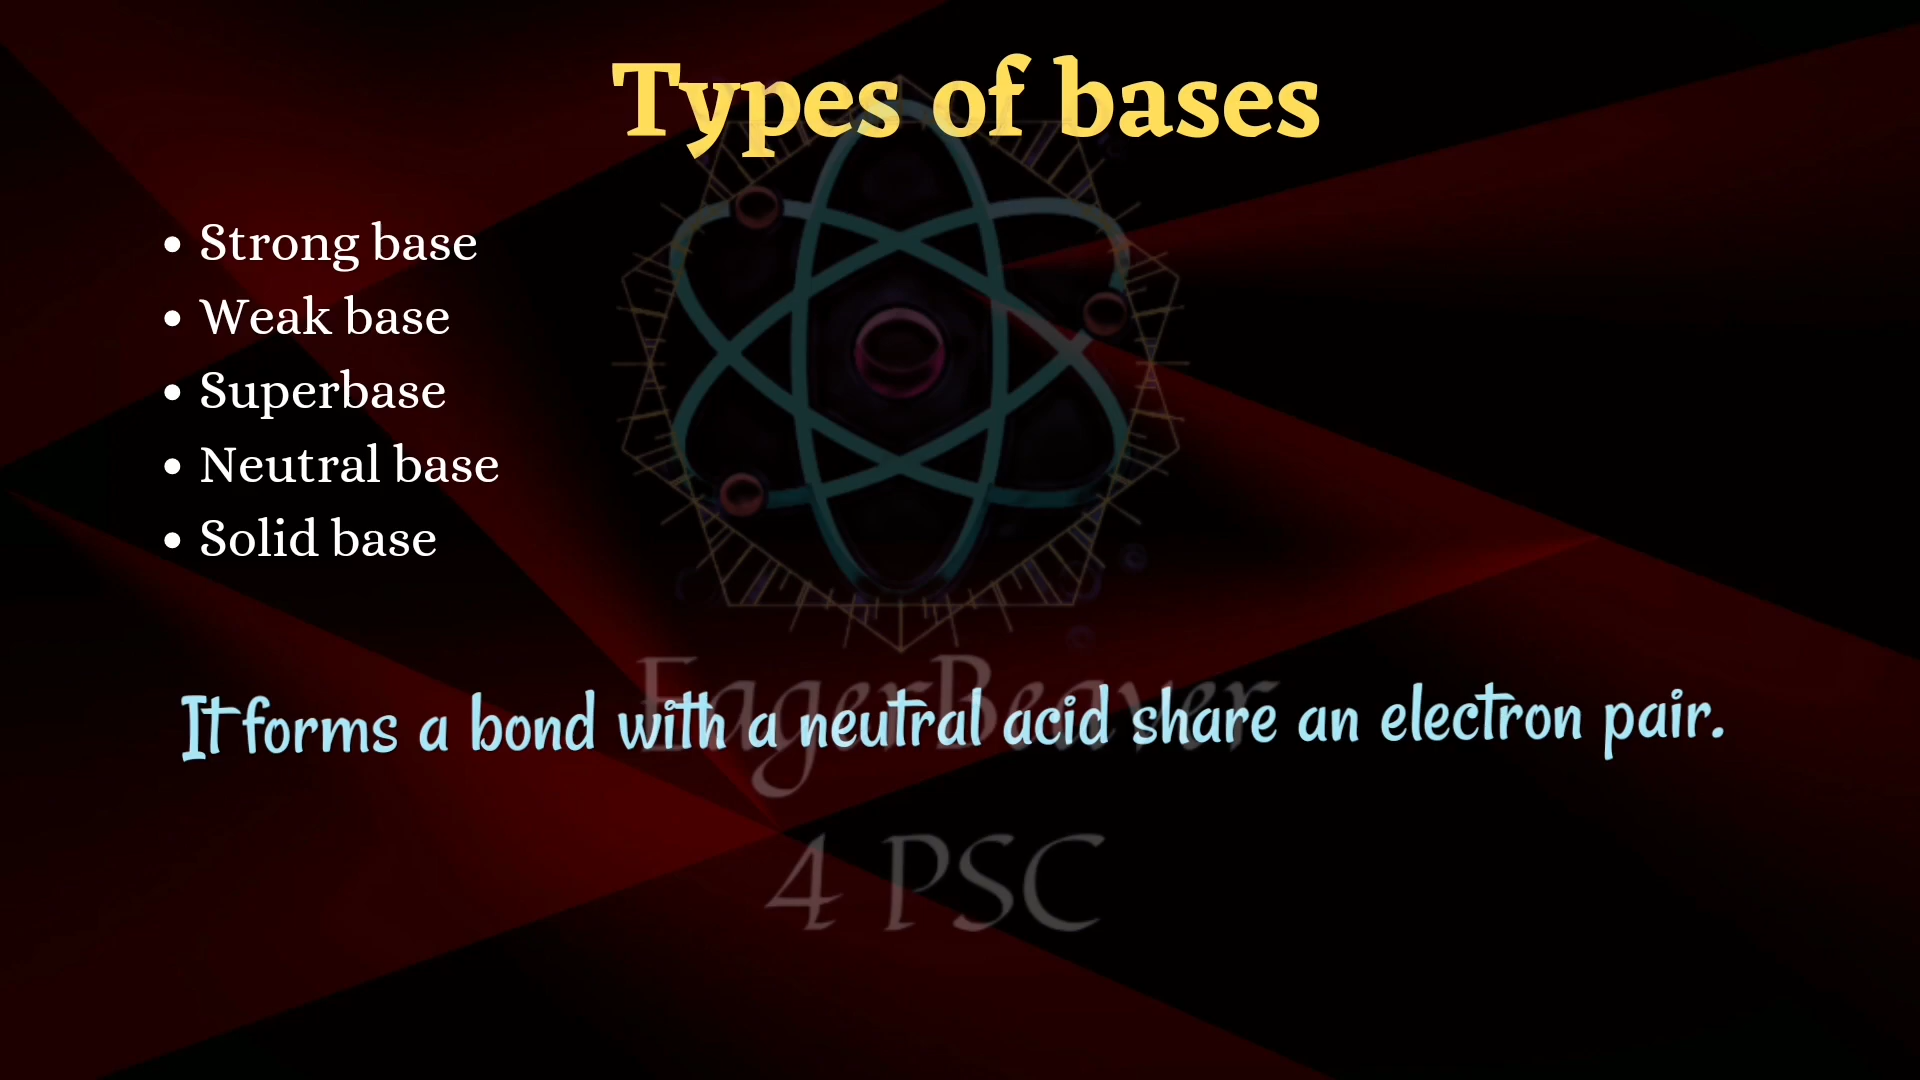 Types of bases
• Strong base
• Weak base
• Superbase
• Neutral base
• Solid base
It forms a bond with a neutral acid share an electron pair.
EagerBeaver
4 PSC